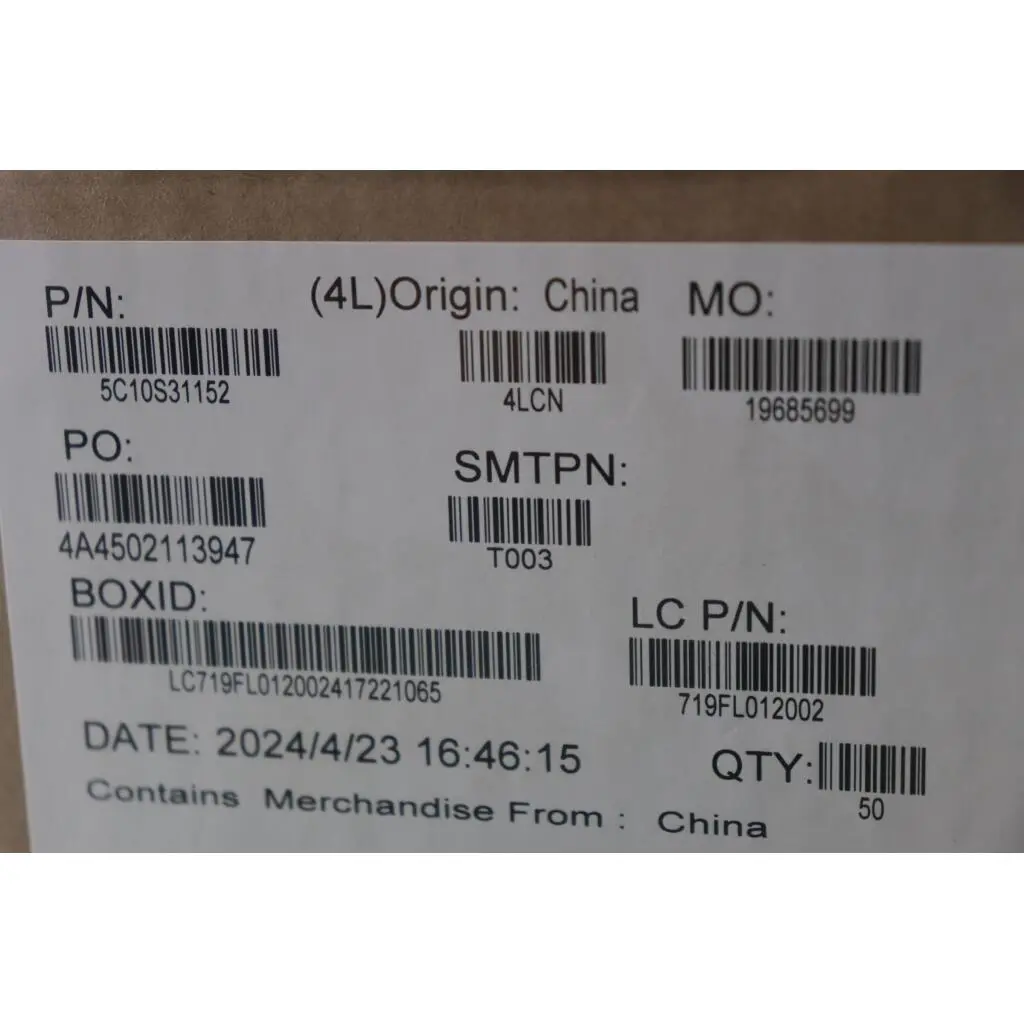 P/N: (4L)Origin: China MO:
5C10S31152 4LCN 19685699
PO: SMTPN:
4A4502113947 T003
BOXID: LC P/N:
LC719FL012002417221065 719FL012002
DATE: 2024/4/23 16:46:15 QTY:
50
Contains Merchandise From : China